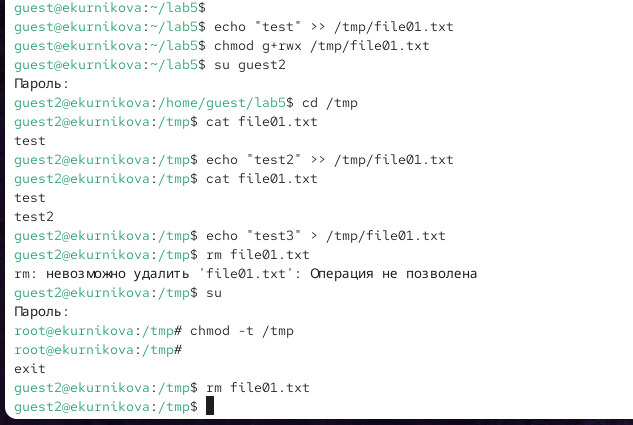 guest@ekurnikova:~/lab5$
guest@ekurnikova:~/lab5$ echo "test" >> /tmp/file01.txt
guest@ekurnikova:~/lab5$ chmod g+rwx /tmp/file01.txt
guest@ekurnikova:~/lab5$ su guest2
Пароль:
guest2@ekurnikova:/home/guest/lab5$ cd /tmp
guest2@ekurnikova:/tmp$ cat file01.txt
test
guest2@ekurnikova:/tmp$ echo "test2" >> /tmp/file01.txt
guest2@ekurnikova:/tmp$ cat file01.txt
test
test2
guest2@ekurnikova:/tmp$ echo "test3" > /tmp/file01.txt
guest2@ekurnikova:/tmp$ rm file01.txt
rm: невозможно удалить 'file01.txt': Операция не позволена
guest2@ekurnikova:/tmp$ su
Пароль:
root@ekurnikova:/tmp# chmod -t /tmp
root@ekurnikova:/tmp#
exit
guest2@ekurnikova:/tmp$ rm file01.txt
guest2@ekurnikova:/tmp$